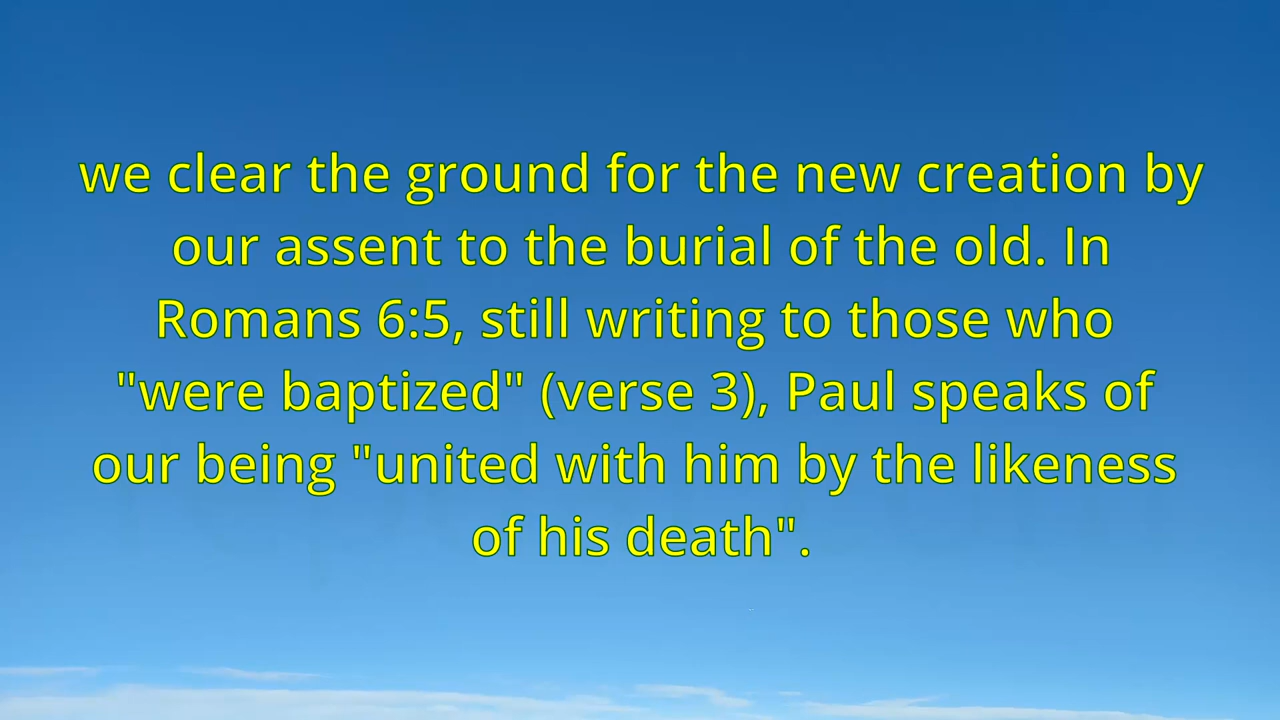 we clear the ground for the new creation by
our assent to the burial of the old. In
Romans 6:5, still writing to those who
"were baptized" (verse 3), Paul speaks of
our being "united with him by the likeness
of his death".